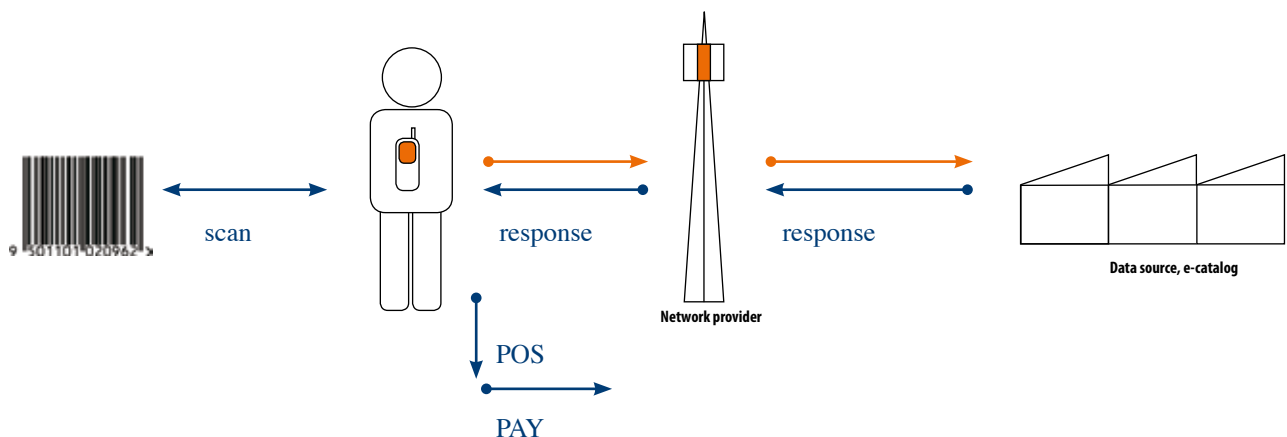 9 501101 020962
scan
response
response
Data source, e-catalog
Network provider
POS
PAY